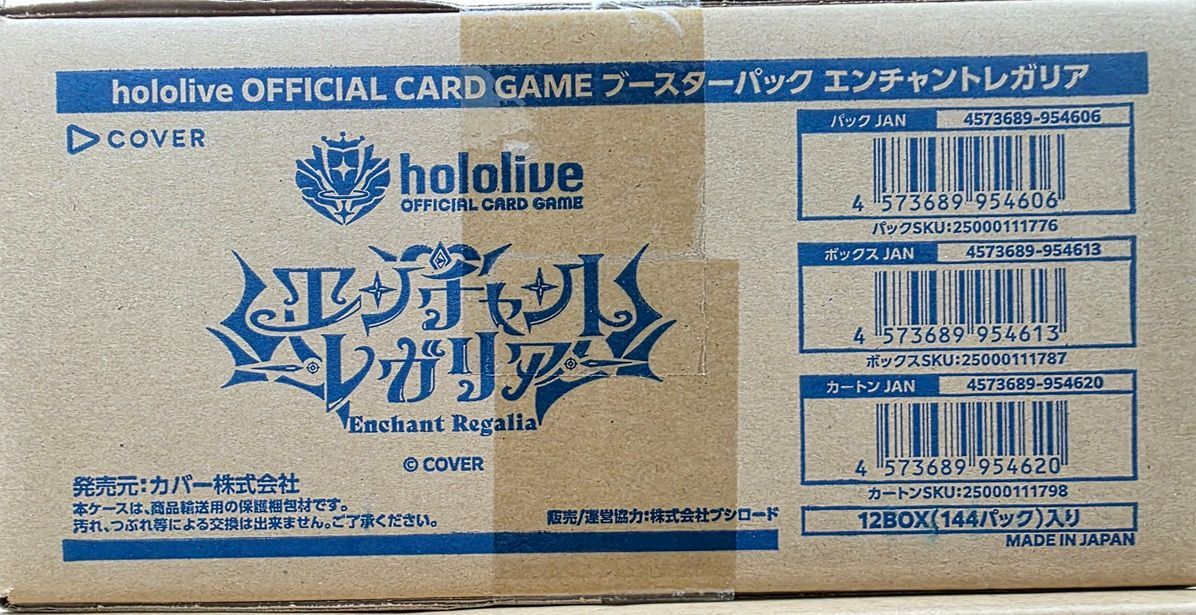 hololive OFFICIAL CARD GAME ブースターパック エンチャントレガリア
COVER
hololive
OFFICIAL CARD GAME
エンチャント
レガリア
Enchant Regalia
© COVER
発売元:カバー株式会社
本ケースは、商品輸送用の保護梱包材です。
汚れ、つぶれ等による交換は出来ません。ご了承ください。
販売/運営協力:株式会社ブシロード
パック JAN 4573689-954606
4 573689 954606
パックSKU:25000111776
ボックス JAN 4573689-954613
4 573689 954613
ボックスSKU:25000111787
カートン JAN 4573689-954620
4 573689 954620
カートンSKU:25000111798
12BOX(144パック)入り
MADE IN JAPAN